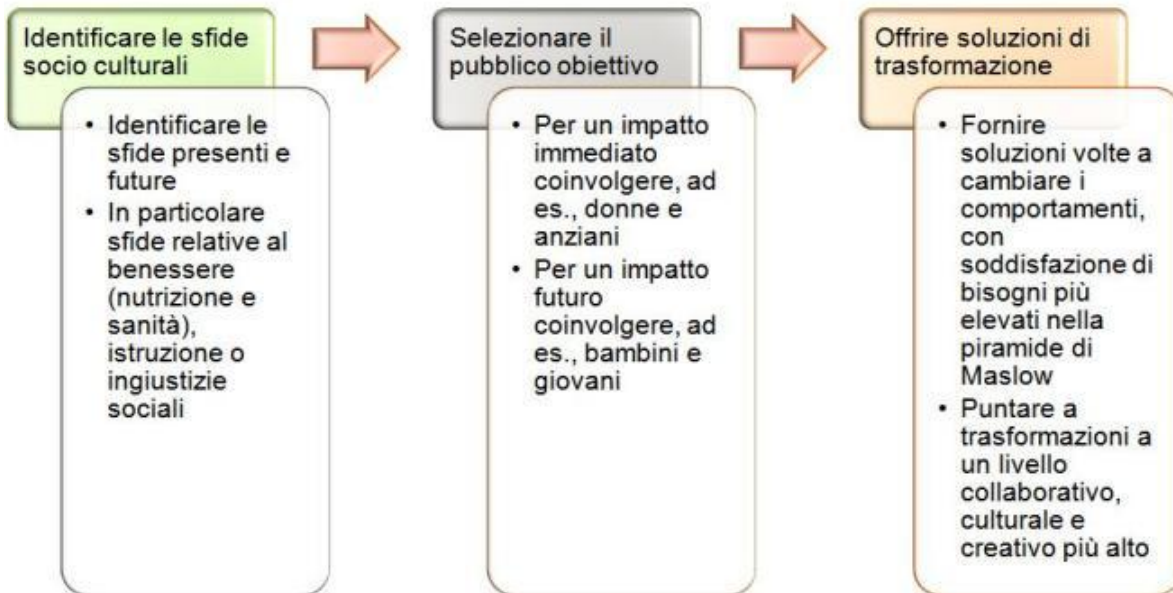 Identificare le sfide
socio culturali
• Identificare le
sfide presenti e
future
• In particolare
sfide relative al
benessere
(nutrizione e
sanità),
istruzione o
ingiustizie
sociali
Selezionare il
pubblico obiettivo
• Per un impatto
immediato
coinvolgere, ad
es., donne e
anziani
• Per un impatto
futuro
coinvolgere, ad
es., bambini e
giovani
Offrire soluzioni di
trasformazione
• Fornire
soluzioni volte a
cambiare i
comportamenti,
con
soddisfazione di
bisogni più
elevati nella
piramide di
Maslow
• Puntare a
trasformazioni a
un livello
collaborativo,
culturale e
creativo più alto